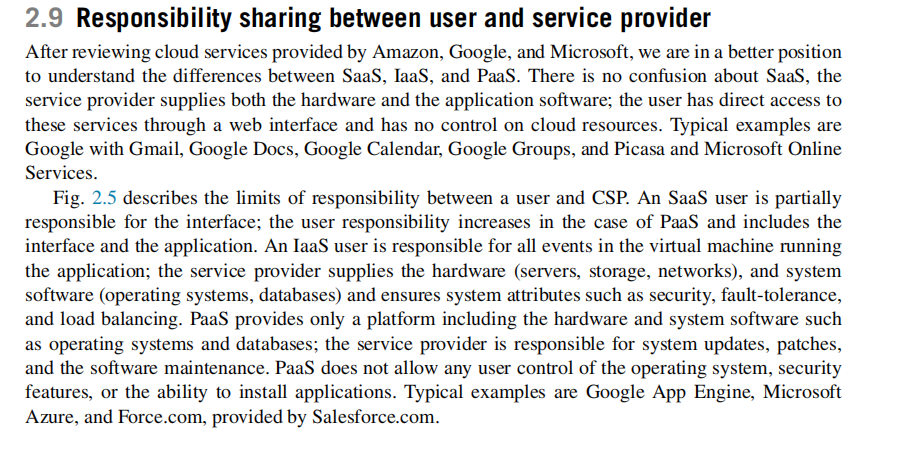 2.9 Responsibility sharing between user and service provider
After reviewing cloud services provided by Amazon, Google, and Microsoft, we are in a better position
to understand the differences between SaaS, IaaS, and PaaS. There is no confusion about SaaS, the
service provider supplies both the hardware and the application software; the user has direct access to
these services through a web interface and has no control on cloud resources. Typical examples are
Google with Gmail, Google Docs, Google Calendar, Google Groups, and Picasa and Microsoft Online
Services.
Fig. 2.5 describes the limits of responsibility between a user and CSP. An SaaS user is partially
responsible for the interface; the user responsibility increases in the case of PaaS and includes the
interface and the application. An IaaS user is responsible for all events in the virtual machine running
the application; the service provider supplies the hardware (servers, storage, networks), and system
software (operating systems, databases) and ensures system attributes such as security, fault-tolerance,
and load balancing. PaaS provides only a platform including the hardware and system software such
as operating systems and databases; the service provider is responsible for system updates, patches,
and the software maintenance. PaaS does not allow any user control of the operating system, security
features, or the ability to install applications. Typical examples are Google App Engine, Microsoft
Azure, and Force.com, provided by Salesforce.com.